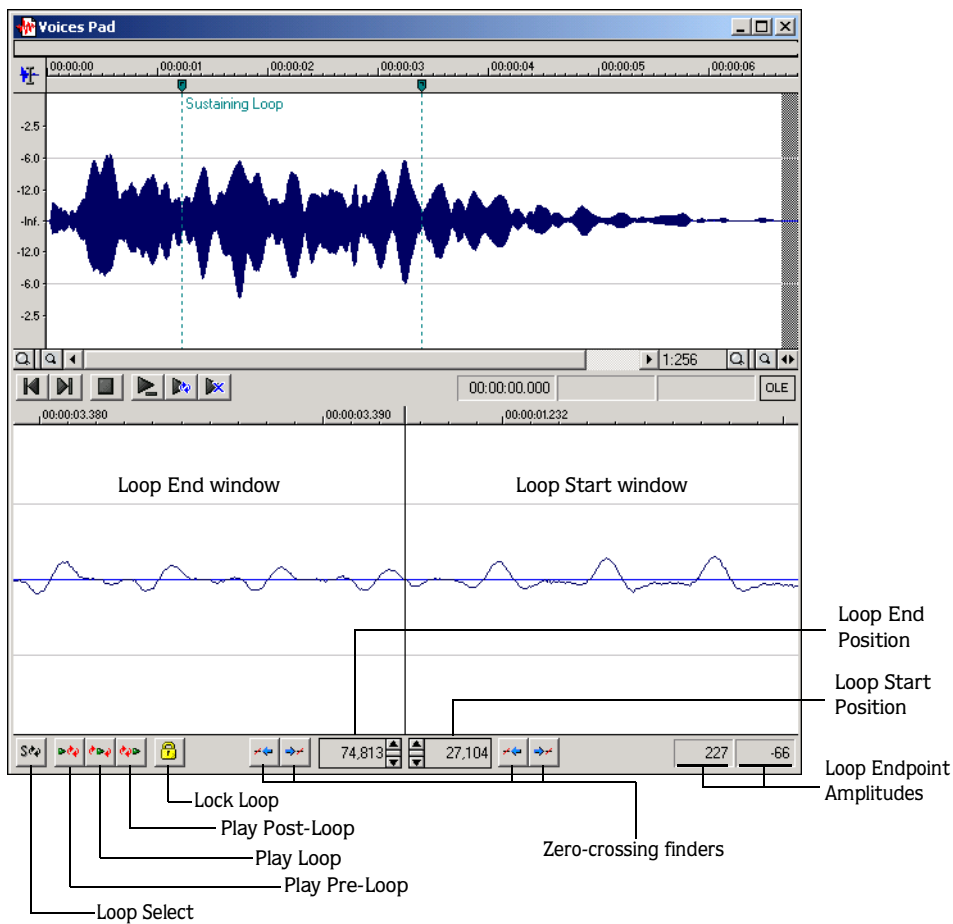 Voices Pad
00:00:00 00:00:01 00:00:02 00:00:03 00:00:04 00:00:05 00:00:06
Sustaining Loop
-2.5
-6.0
-12.0
-Inf.
-12.0
-6.0
-2.5
1:256
00:00:00.000
OLE
00:00:03.380 00:00:03.390 00:00:01.232
Loop End window Loop Start window
Loop End
Position
Loop Start
Position
S 74,813 27,104 227 -66
Loop Endpoint
Amplitudes
Lock Loop
Play Post-Loop
Zero-crossing finders
Play Loop
Play Pre-Loop
Loop Select